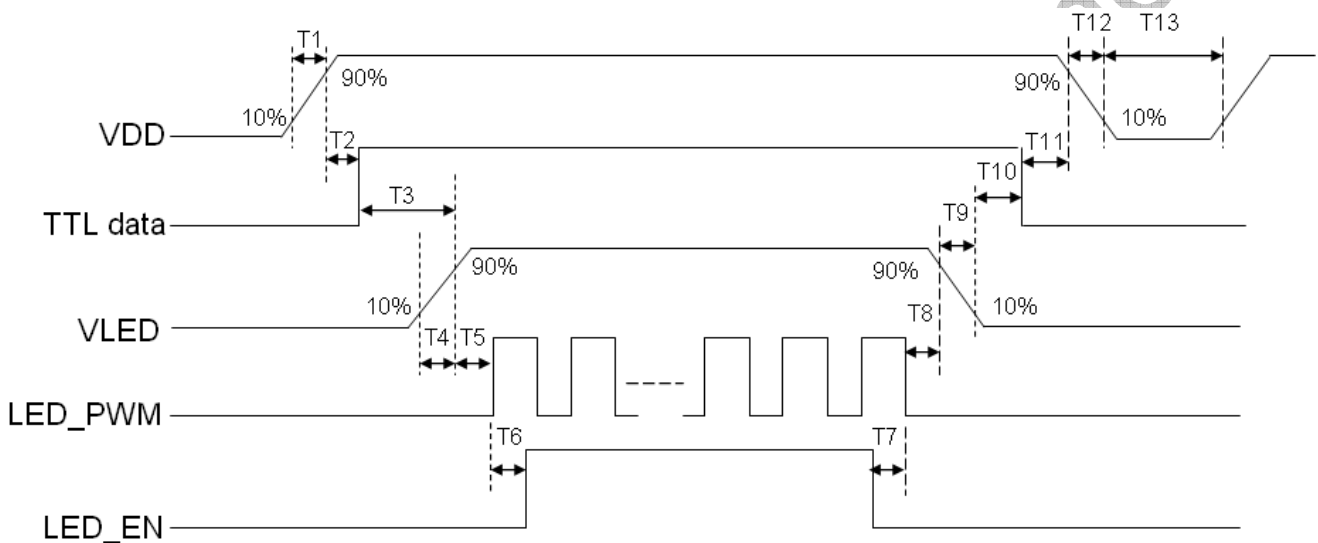 T12 T13
T1
90% 90%
10% 10%
VDD
T2 T11
T10
T3
TTL data
T9
90% 90%
10% 10%
VLED
T8
T4 T5
LED_PWM
T6 T7
LED_EN